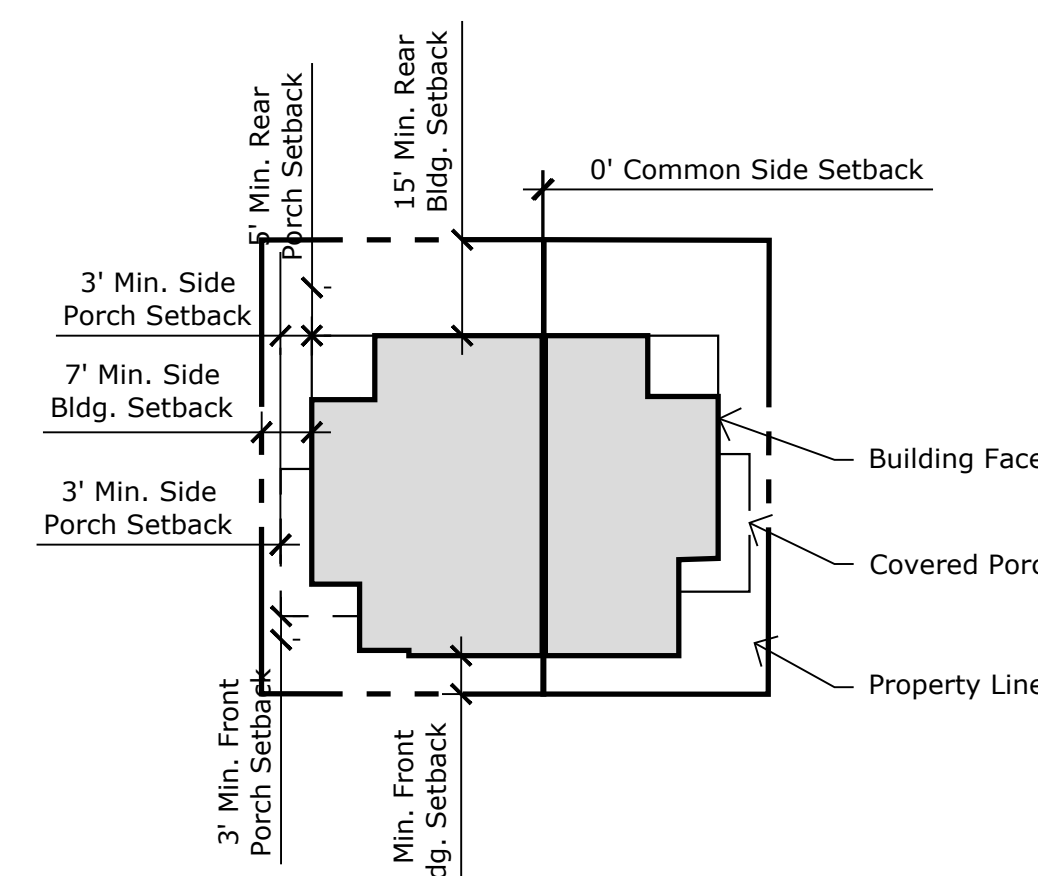 5' Min. Rear
Porch Setback
15' Min. Rear
Bldg. Setback
0' Common Side Setback
3' Min. Side
Porch Setback
7' Min. Side
Bldg. Setback
3' Min. Side
Porch Setback
Building Face
Covered Porc
Property Line
3' Min. Front
Porch Setback
Min. Front
dg. Setback